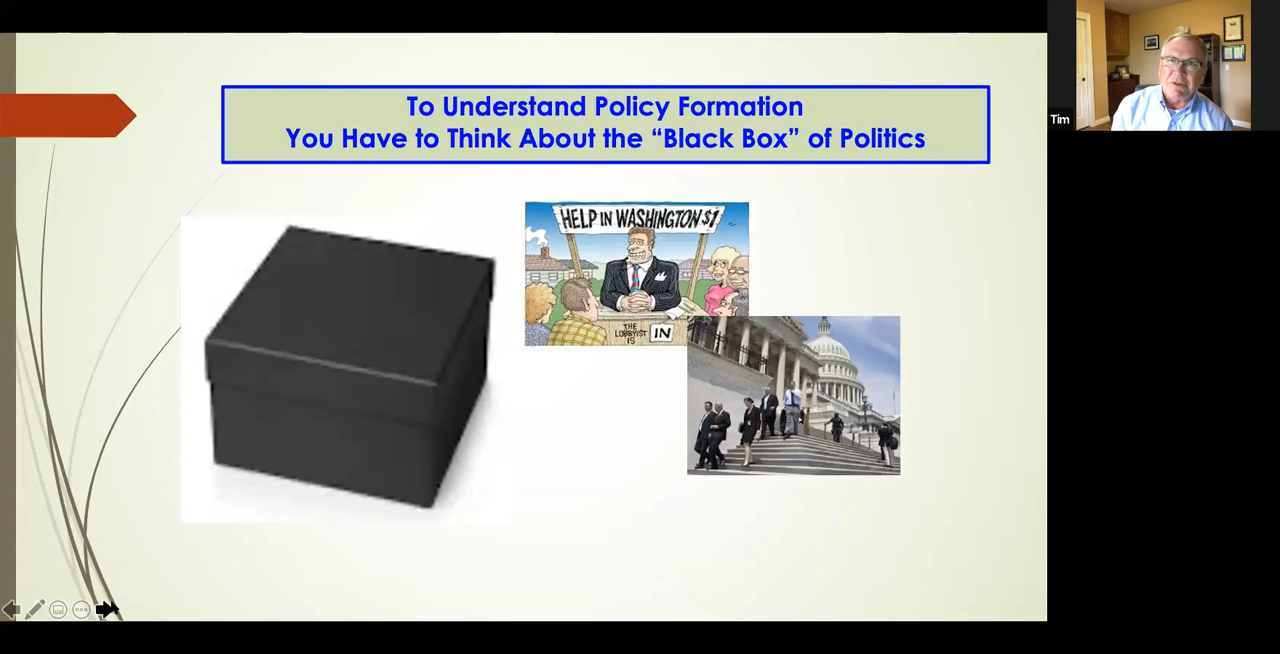 To Understand Policy Formation
You Have to Think About the “Black Box” of Politics
HELP IN WASHINGTON $1
THE
LOBBYIST
IS
IN
Tim